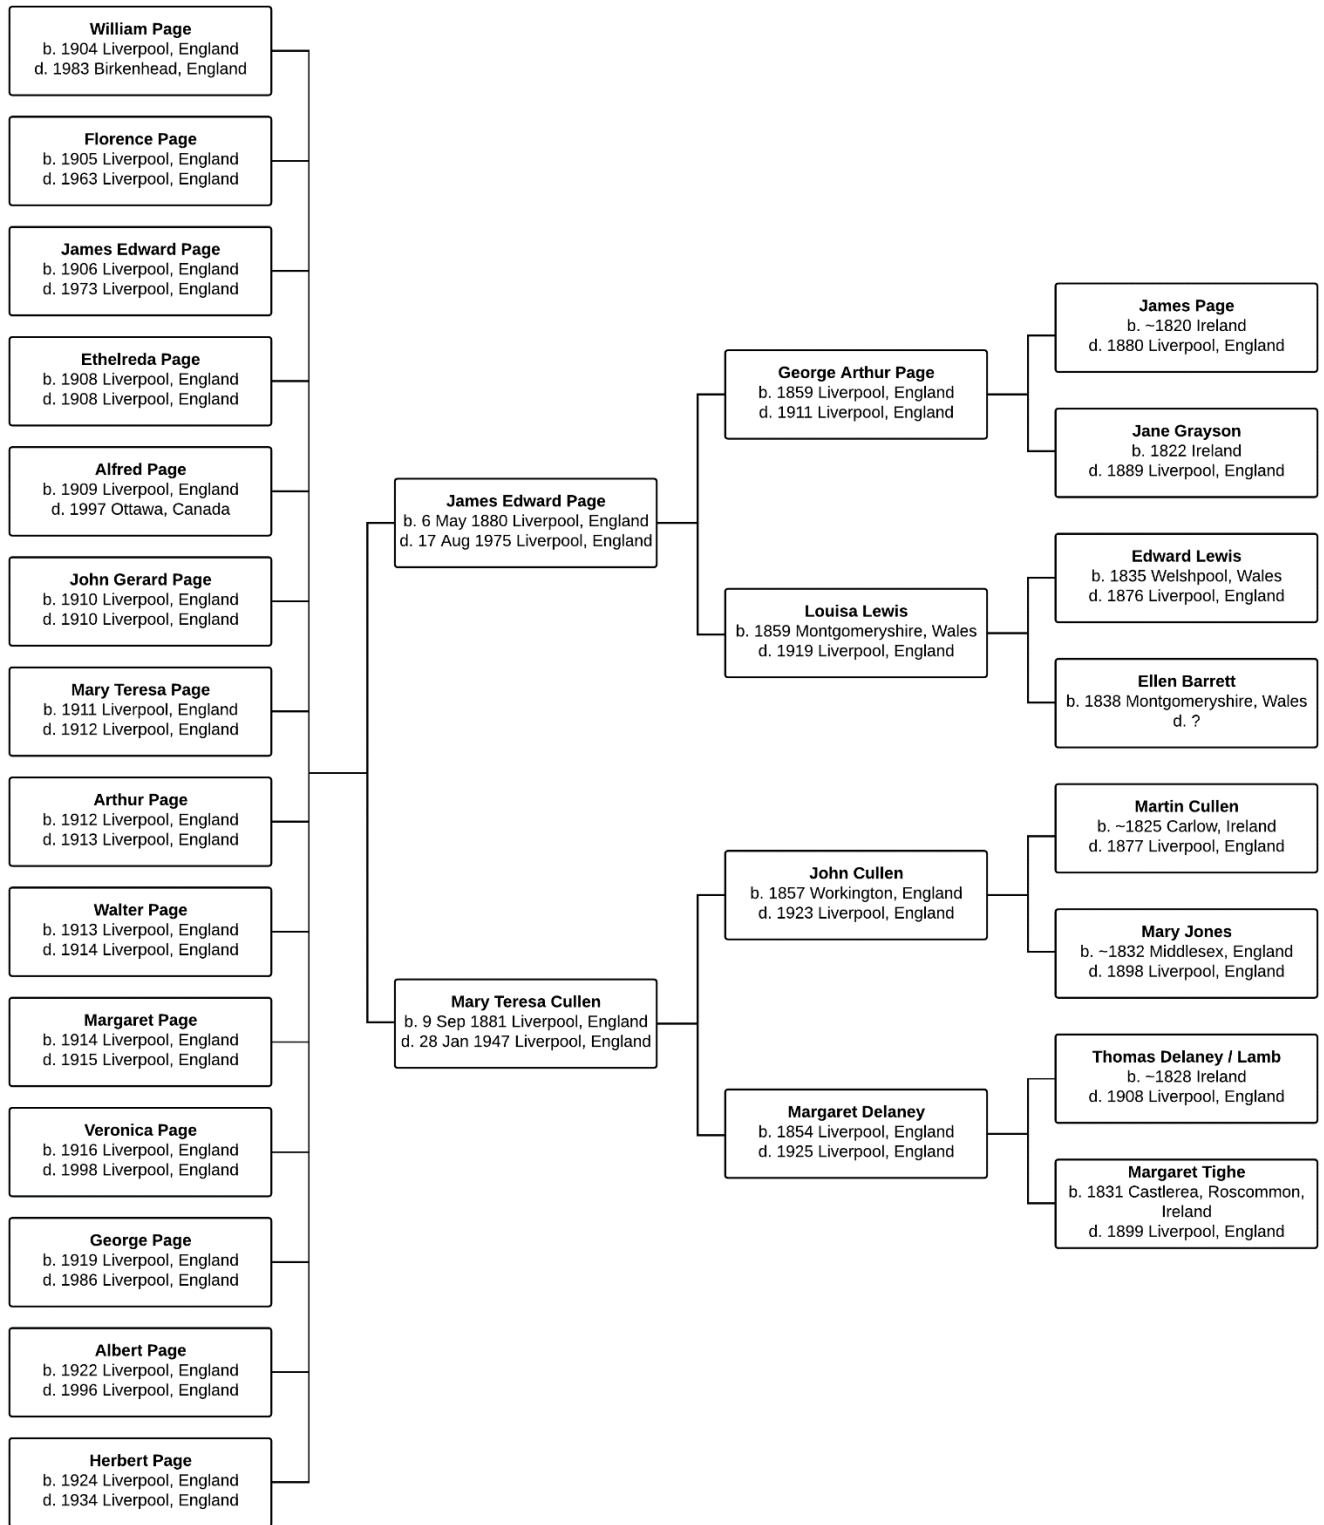 William Page
b. 1904 Liverpool, England
d. 1983 Birkenhead, England
Florence Page
b. 1905 Liverpool, England
d. 1963 Liverpool, England
James Edward Page
b. 1906 Liverpool, England
d. 1973 Liverpool, England
Ethelreda Page
b. 1908 Liverpool, England
d. 1908 Liverpool, England
Alfred Page
b. 1909 Liverpool, England
d. 1997 Ottawa, Canada
John Gerard Page
b. 1910 Liverpool, England
d. 1910 Liverpool, England
Mary Teresa Page
b. 1911 Liverpool, England
d. 1912 Liverpool, England
Arthur Page
b. 1912 Liverpool, England
d. 1913 Liverpool, England
Walter Page
b. 1913 Liverpool, England
d. 1914 Liverpool, England
Margaret Page
b. 1914 Liverpool, England
d. 1915 Liverpool, England
Veronica Page
b. 1916 Liverpool, England
d. 1998 Liverpool, England
George Page
b. 1919 Liverpool, England
d. 1986 Liverpool, England
Albert Page
b. 1922 Liverpool, England
d. 1996 Liverpool, England
Herbert Page
b. 1924 Liverpool, England
d. 1934 Liverpool, England
James Edward Page
b. 6 May 1880 Liverpool, England
d. 17 Aug 1975 Liverpool, England
Mary Teresa Cullen
b. 9 Sep 1881 Liverpool, England
d. 28 Jan 1947 Liverpool, England
George Arthur Page
b. 1859 Liverpool, England
d. 1911 Liverpool, England
Louisa Lewis
b. 1859 Montgomeryshire, Wales
d. 1919 Liverpool, England
John Cullen
b. 1857 Workington, England
d. 1923 Liverpool, England
Margaret Delaney
b. 1854 Liverpool, England
d. 1925 Liverpool, England
James Page
b. ~1820 Ireland
d. 1880 Liverpool, England
Jane Grayson
b. 1822 Ireland
d. 1889 Liverpool, England
Edward Lewis
b. 1835 Welshpool, Wales
d. 1876 Liverpool, England
Ellen Barrett
b. 1838 Montgomeryshire, Wales
d. ?
Martin Cullen
b. ~1825 Carlow, Ireland
d. 1877 Liverpool, England
Mary Jones
b. ~1832 Middlesex, England
d. 1898 Liverpool, England
Thomas Delaney / Lamb
b. ~1828 Ireland
d. 1908 Liverpool, England
Margaret Tighe
b. 1831 Castlerea, Roscommon,
Ireland
d. 1899 Liverpool, England